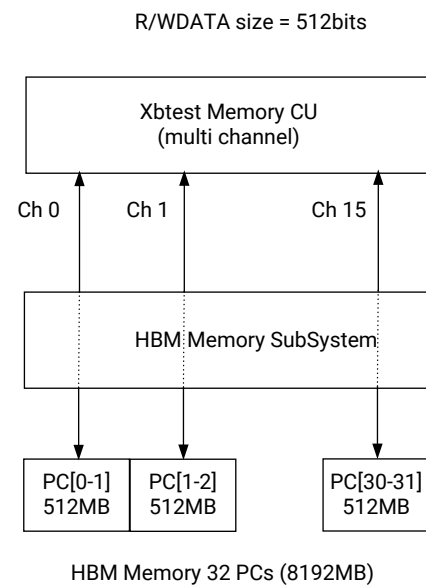 R/WDATA size = 512bits
Xbtest Memory CU
(multi channel)
Ch 0
Ch 1
Ch 15
HBM Memory SubSystem
PC[0-1]
512MB
PC[1-2]
512MB
PC[30-31]
512MB
HBM Memory 32 PCs (8192MB)